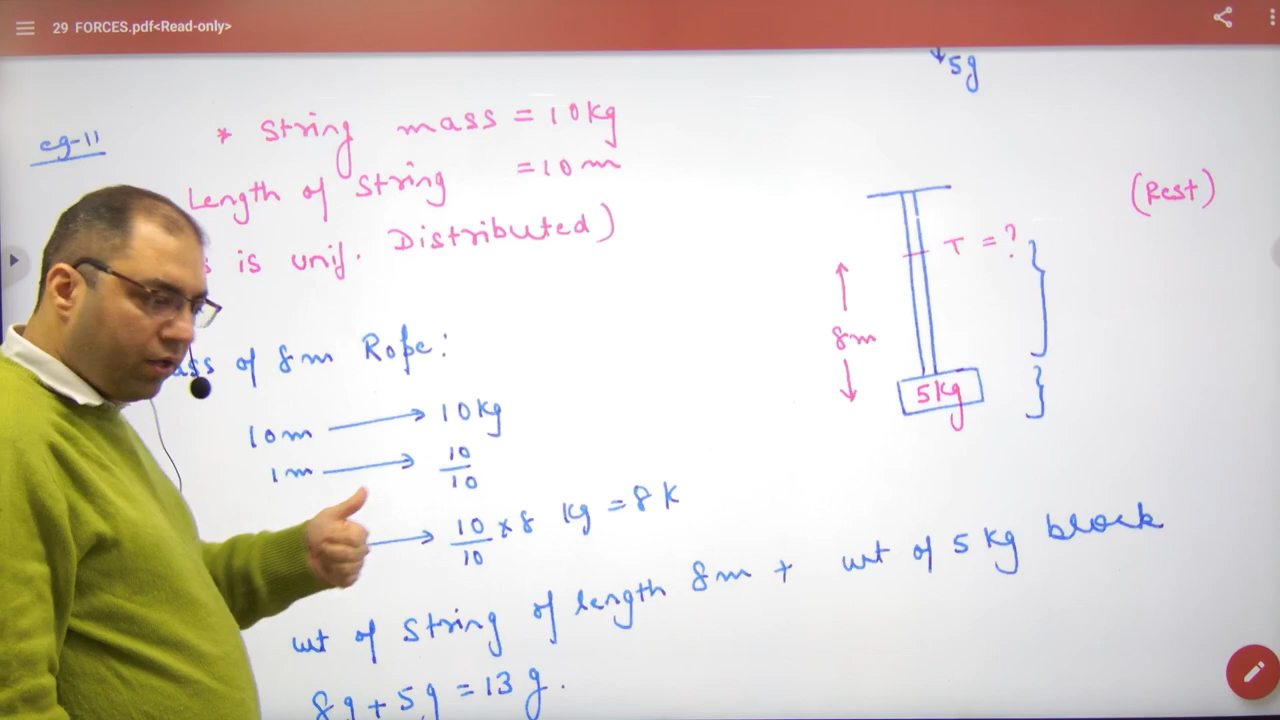 29 FORCES.pdf<Read-only>
↓5g
eg-11
* String mass = 10kg
Length of String = 10m
is unif. Distributed)
(Rest)
T = ?
8m
5kg
of 8m Rope:
10m → 10kg
1m → 10/10
→ 10/10 × 8 kg = 8 k
wt of String of length 8m + wt of 5 kg block
8g + 5g = 13 g.